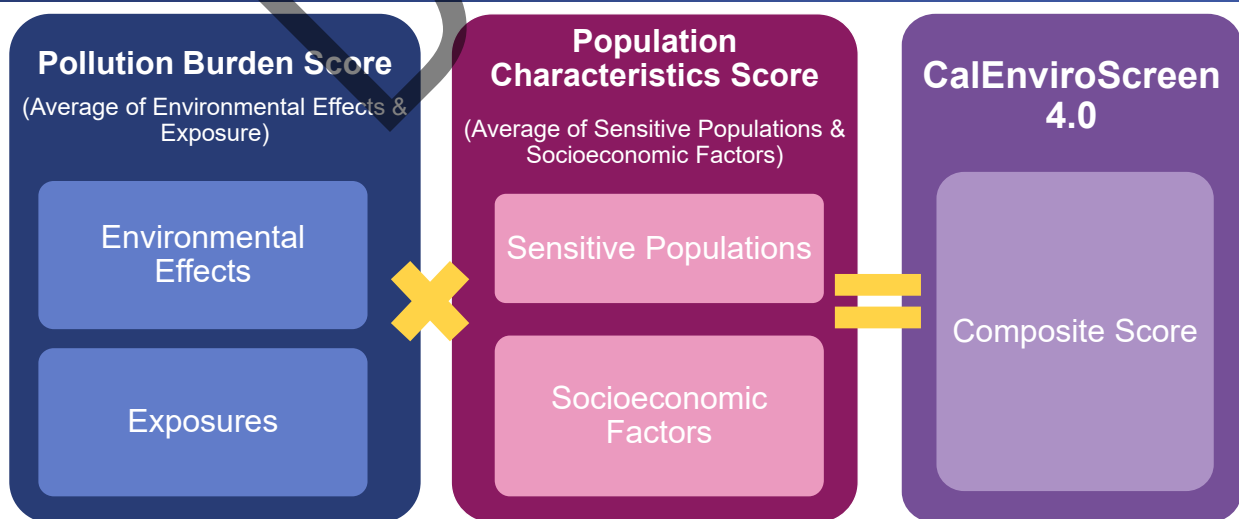 Pollution Burden Score
(Average of Environmental Effects &
Exposure)
Environmental
Effects
Exposures
Population
Characteristics Score
(Average of Sensitive Populations &
Socioeconomic Factors)
Sensitive Populations
Socioeconomic
Factors
CalEnviroScreen
4.0
Composite Score